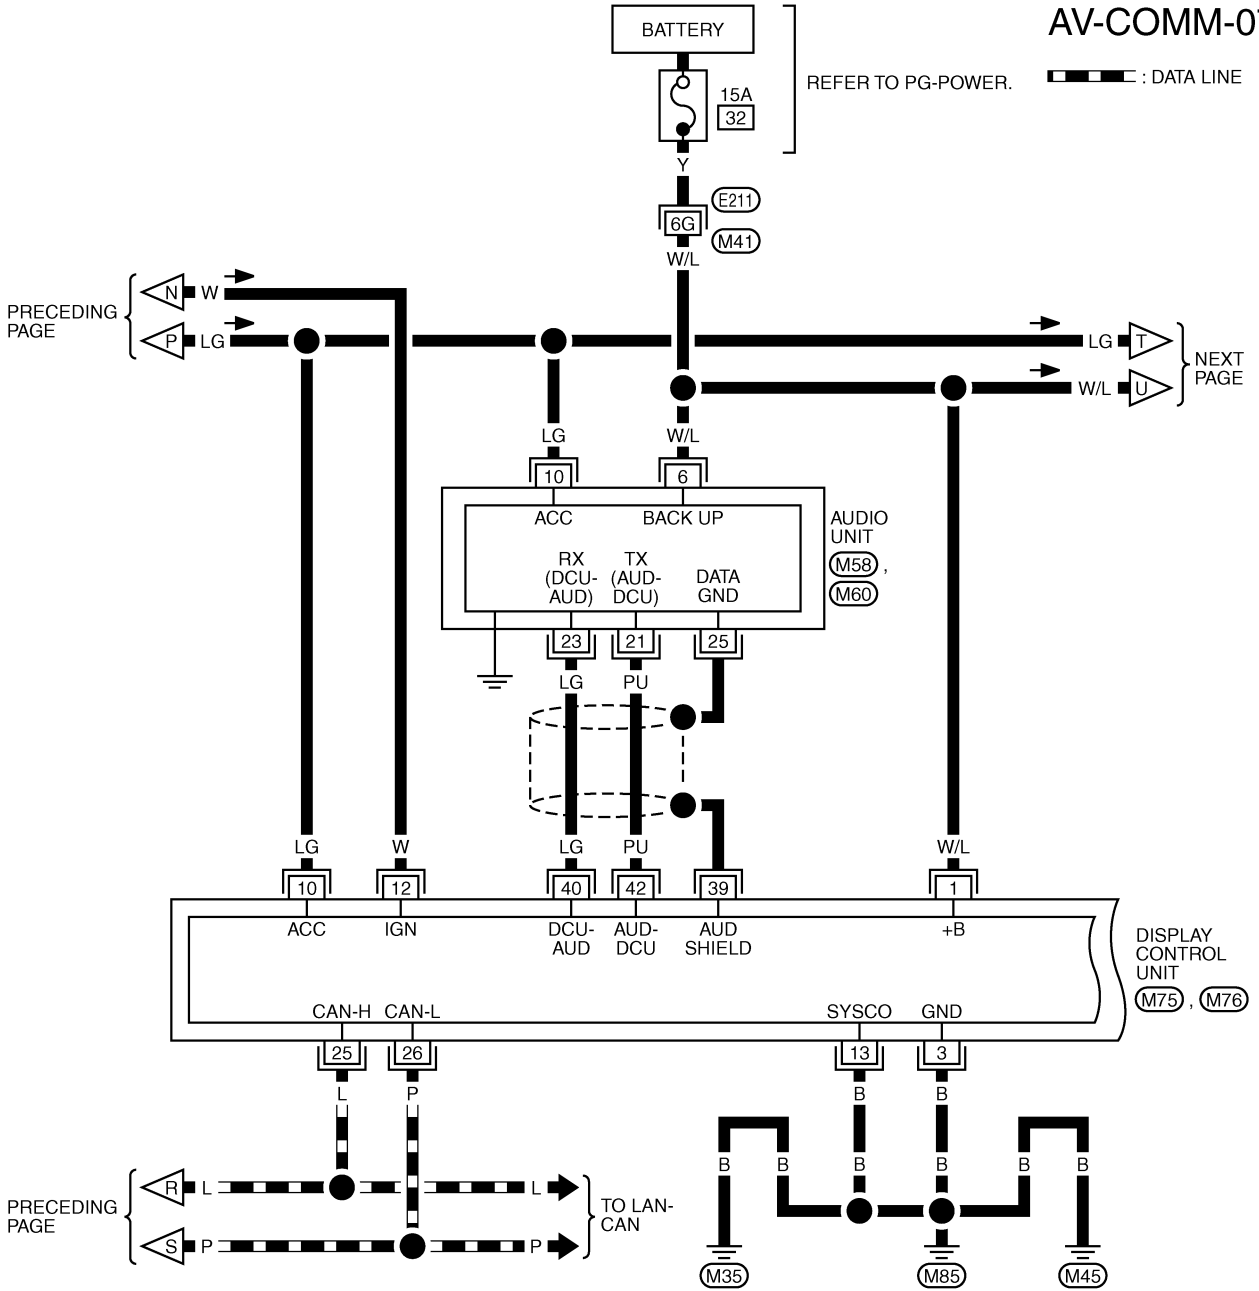 BATTERY
AV-COMM-0
REFER TO PG-POWER.
: DATA LINE
15A
32
Y
E211
6G
M41
W/L
PRECEDING
PAGE
N W
P LG
LG T
W/L U
NEXT
PAGE
LG
W/L
10
6
ACC
BACK UP
AUDIO
UNIT
M58 ,
M60
RX
(DCU-
AUD)
TX
(AUD-
DCU)
DATA
GND
23
21
25
LG
PU
LG
W
LG
PU
W/L
10
12
40
42
39
1
ACC
IGN
DCU-
AUD
AUD-
DCU
AUD
SHIELD
+B
DISPLAY
CONTROL
UNIT
M75 , M76
CAN-H
CAN-L
SYSCO
GND
25
26
13
3
L
P
B
B
B
B
B
B
B
B
PRECEDING
PAGE
R L
L
S P
P
TO LAN-
CAN
M35
M85
M45